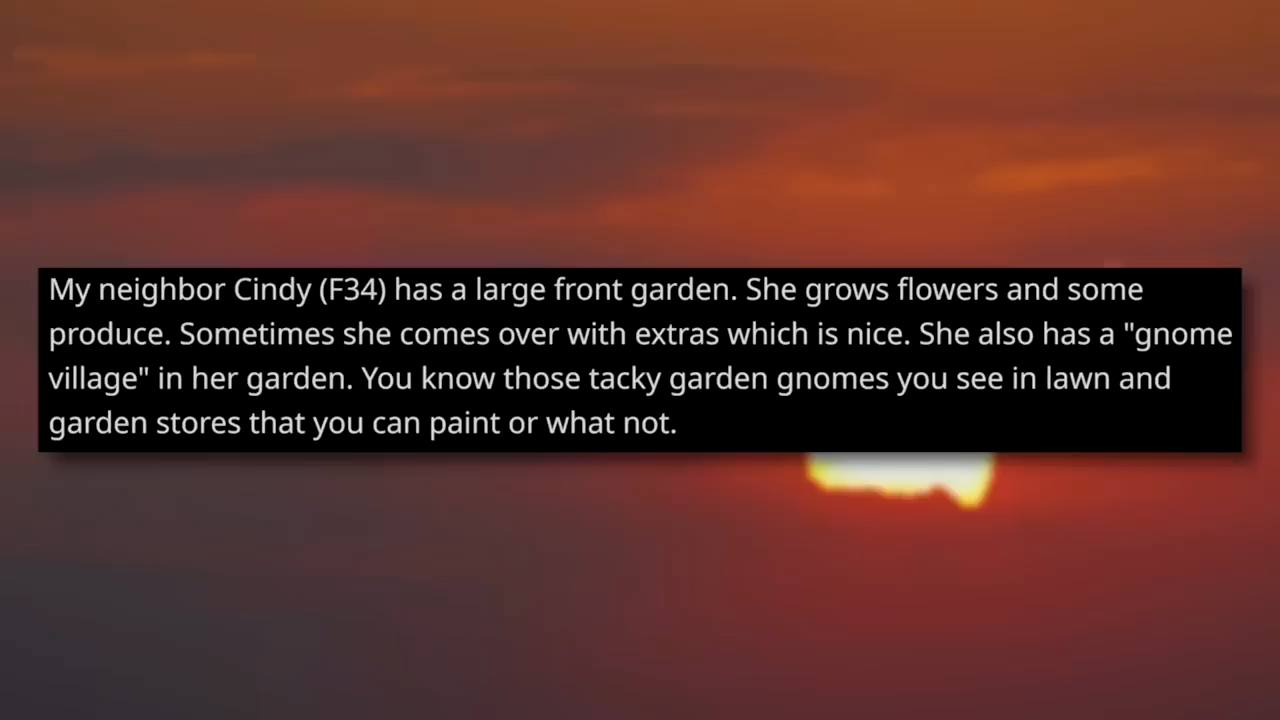 My neighbor Cindy (F34) has a large front garden. She grows flowers and some
produce. Sometimes she comes over with extras which is nice. She also has a "gnome
village" in her garden. You know those tacky garden gnomes you see in lawn and
garden stores that you can paint or what not.